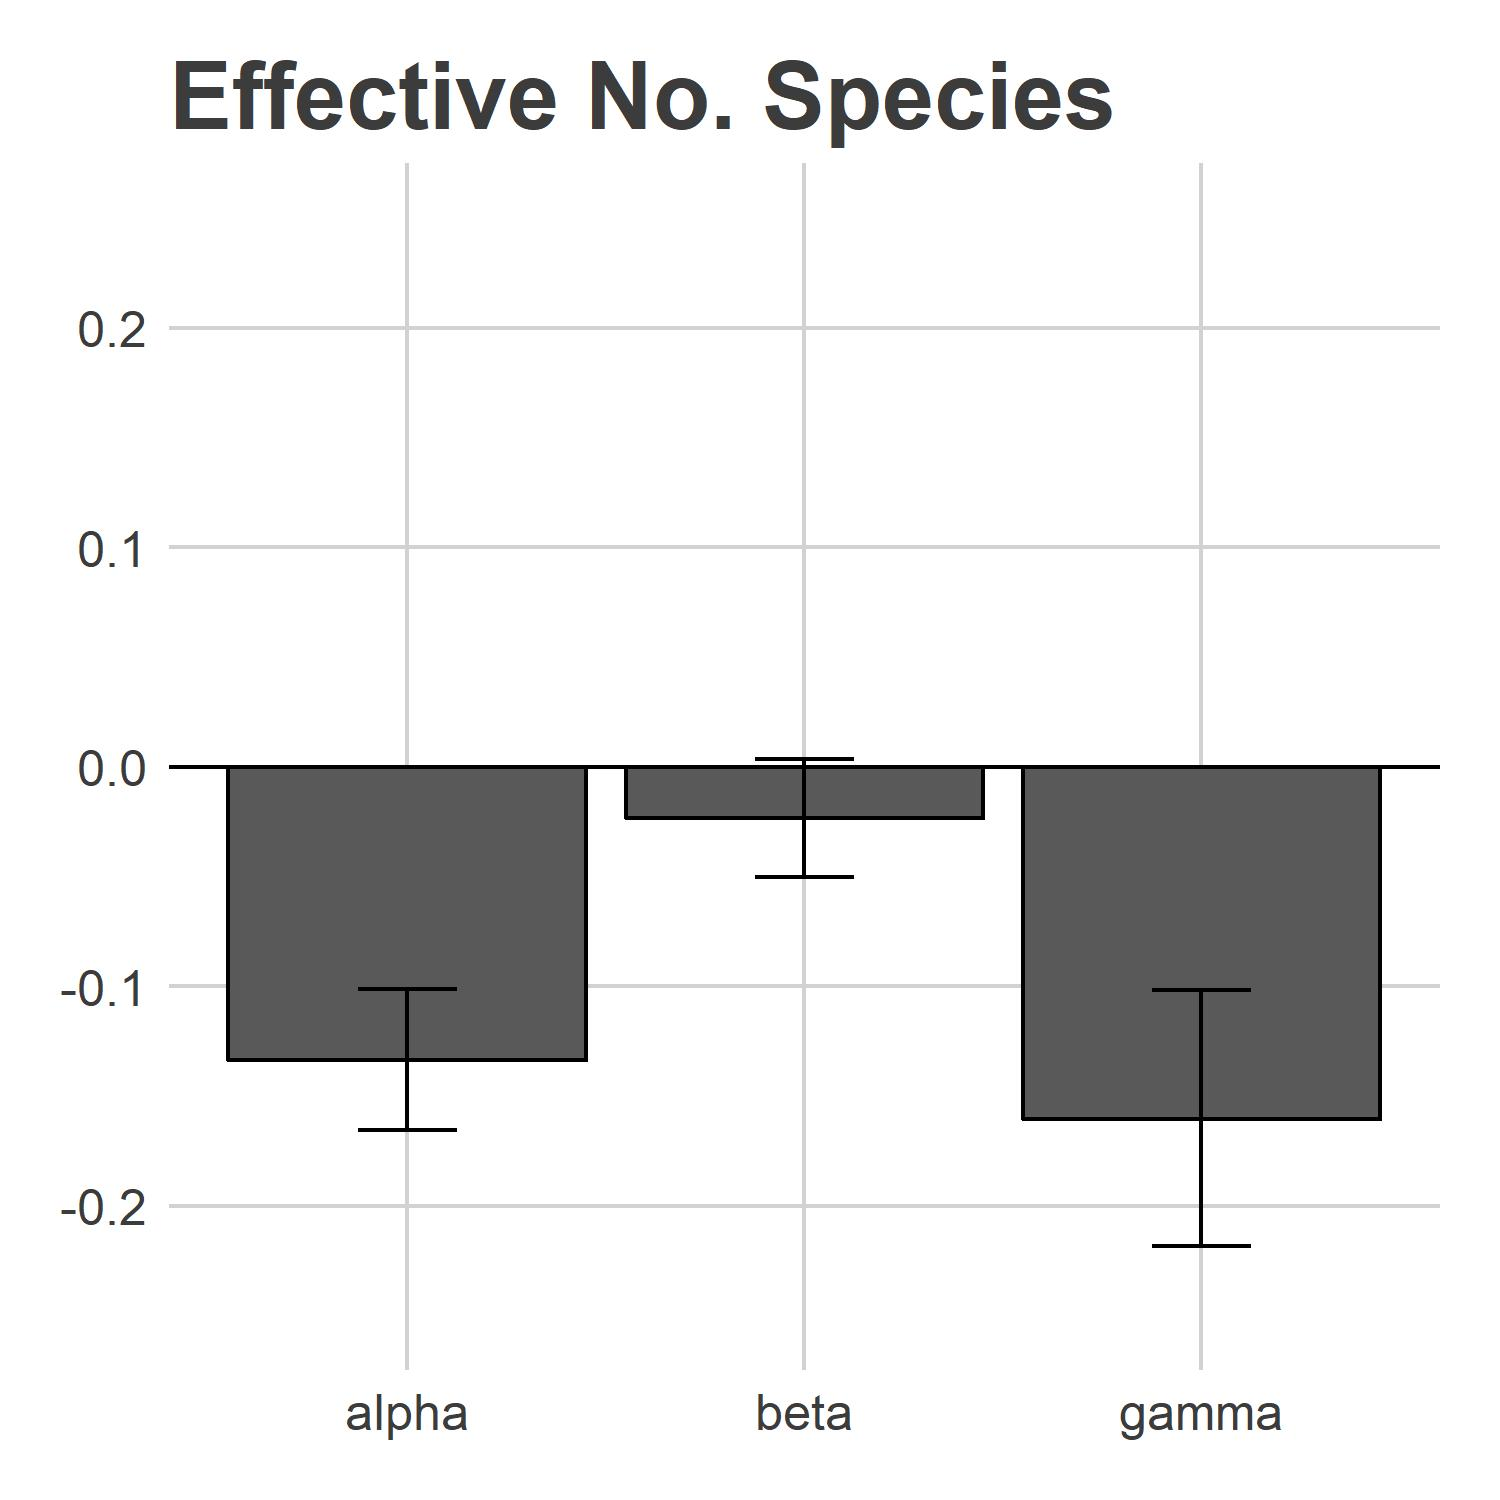 Effective No. Species
0.2
0.1
0.0
-0.1
-0.2
alpha beta gamma